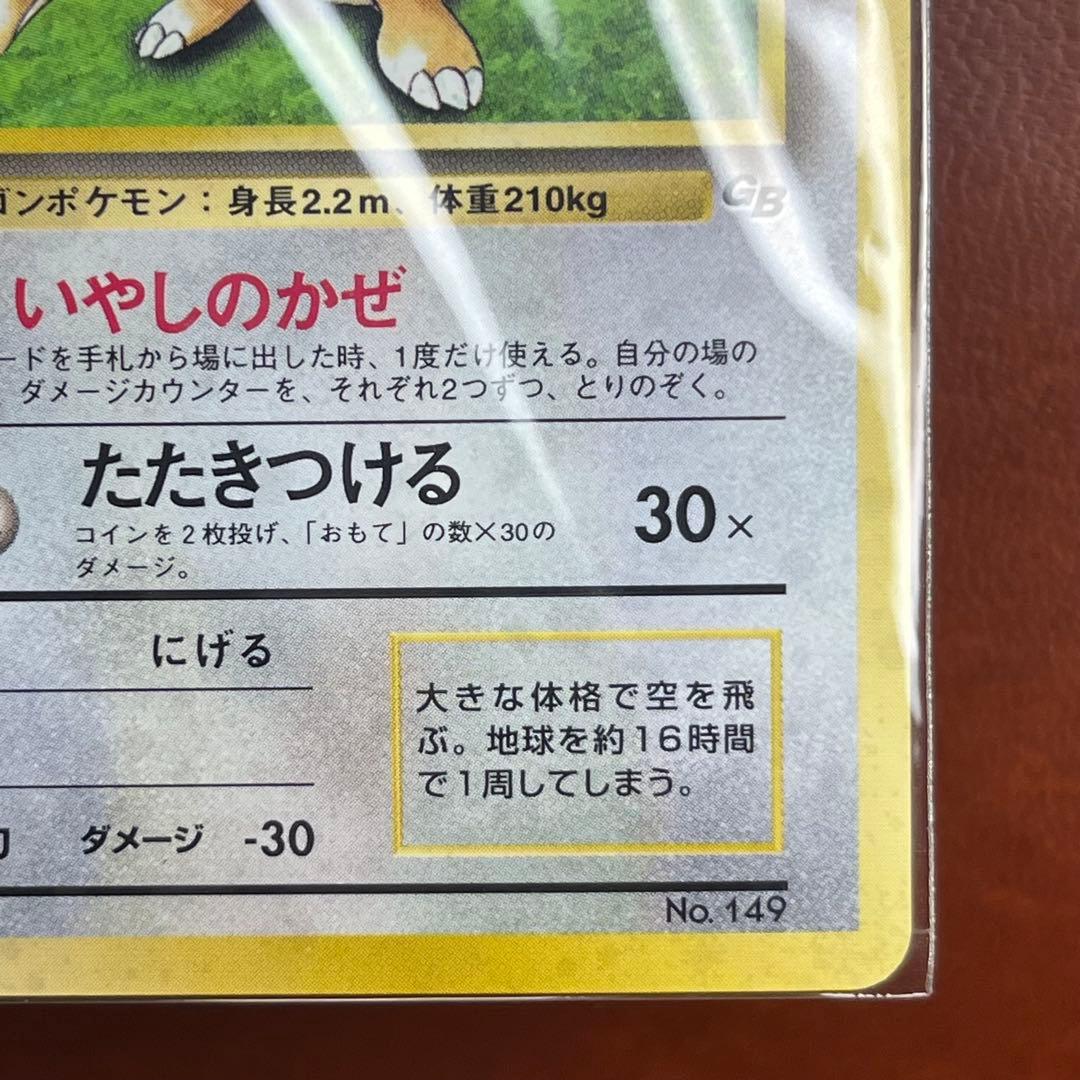 ゴンポケモン：身長2.2m、体重210kg
GB
いやしのかぜ
ードを手札から場に出した時、1度だけ使える。自分の場の
ダメージカウンターを、それぞれ2つずつ、とりのぞく。
たたきつける
30×
コインを2枚投げ、「おもて」の数×30の
ダメージ。
にげる
大きな体格で空を飛
ぶ。地球を約16時間
で1周してしまう。
ダメージ -30
No. 149